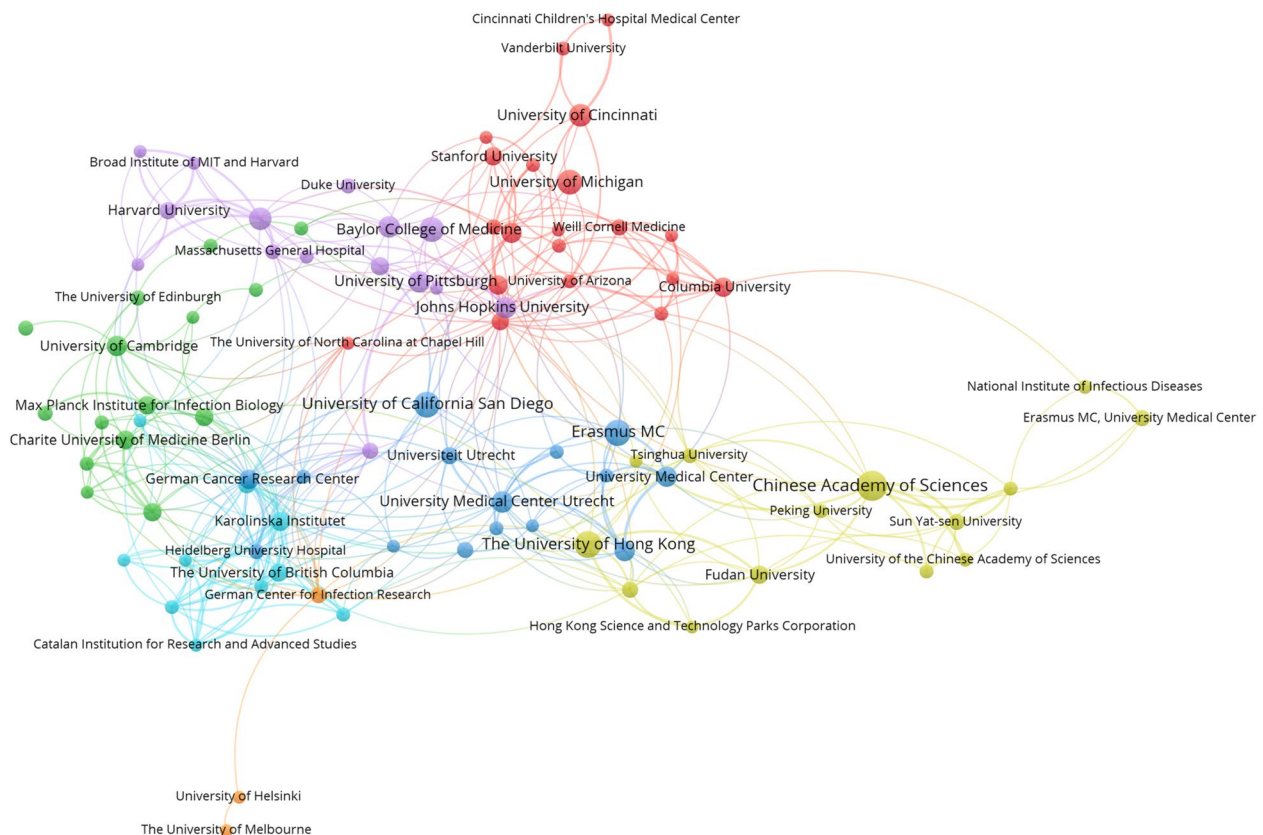 Cincinnati Children's Hospital Medical Center
Vanderbilt University
University of Cincinnati
Stanford University
Broad Institute of MIT and Harvard
University of Michigan
Duke University
Harvard University
Weill Cornell Medicine
Baylor College of Medicine
Massachusetts General Hospital
University of Pittsburgh
University of Arizona
Columbia University
The University of Edinburgh
Johns Hopkins University
The University of North Carolina at Chapel Hill
University of Cambridge
National Institute of Infectious Diseases
University of California San Diego
Max Planck Institute for Infection Biology
Erasmus MC, University Medical Center
Erasmus MC
Charite University of Medicine Berlin
Universiteit Utrecht
Tsinghua University
German Cancer Research Center
University Medical Center
Chinese Academy of Sciences
University Medical Center Utrecht
Peking University
Karolinska Institutet
Sun Yat-sen University
The University of Hong Kong
Heidelberg University Hospital
University of the Chinese Academy of Sciences
The University of British Columbia
Fudan University
German Center for Infection Research
Hong Kong Science and Technology Parks Corporation
Catalan Institution for Research and Advanced Studies
University of Helsinki
The University of Melbourne